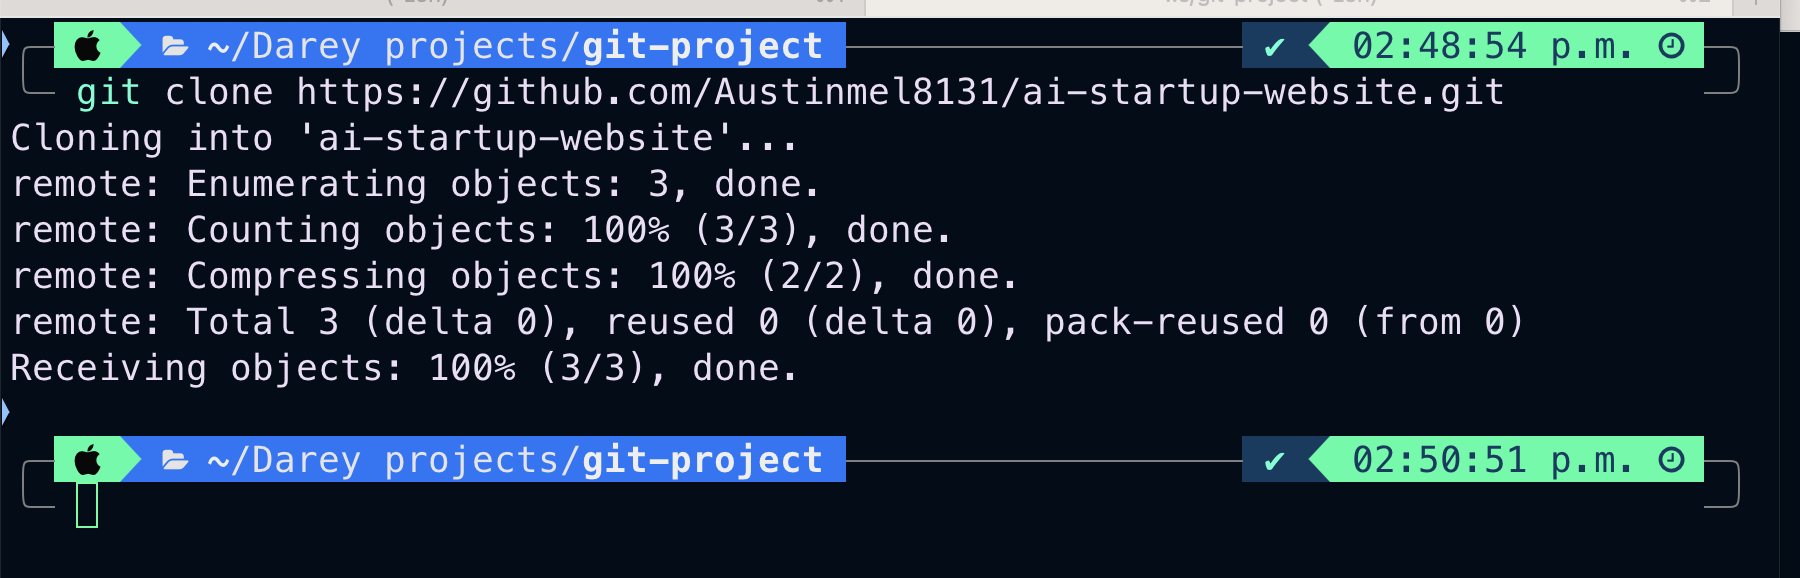 ~/Darey projects/git-project ✔ 02:48:54 p.m.
git clone https://github.com/Austinmel8131/ai-startup-website.git
Cloning into 'ai-startup-website'...
remote: Enumerating objects: 3, done.
remote: Counting objects: 100% (3/3), done.
remote: Compressing objects: 100% (2/2), done.
remote: Total 3 (delta 0), reused 0 (delta 0), pack-reused 0 (from 0)
Receiving objects: 100% (3/3), done.
~/Darey projects/git-project ✔ 02:50:51 p.m.